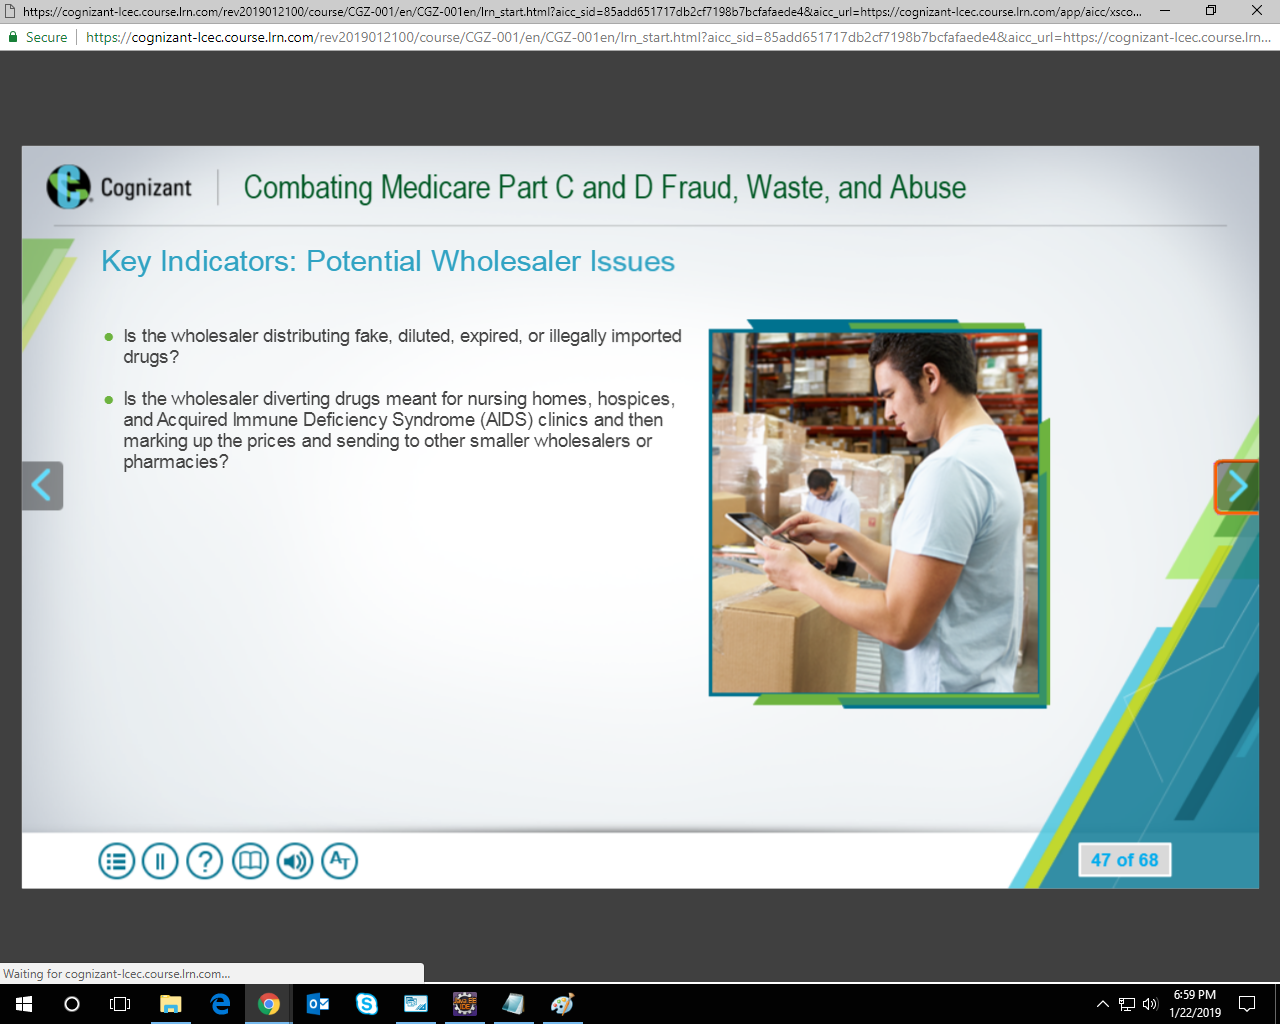 https://cognizant-lcec.course.lrn.com/rev2019012100/course/CGZ-001/en/CGZ-001en/lrn_start.html?aicc_sid=85add651717db2cf7198b7bcfafaede4&aicc_url=https://cognizant-lcec.course.lrn.com/app/aicc/xsco...
Secure https://cognizant-lcec.course.lrn.com/rev2019012100/course/CGZ-001/en/CGZ-001en/lrn_start.html?aicc_sid=85add651717db2cf7198b7bcfafaede4&aicc_url=https://cognizant-lcec.course.lrn...
Cognizant Combating Medicare Part C and D Fraud, Waste, and Abuse
Key Indicators: Potential Wholesaler Issues
Is the wholesaler distributing fake, diluted, expired, or illegally imported
drugs?
Is the wholesaler diverting drugs meant for nursing homes, hospices,
and Acquired Immune Deficiency Syndrome (AIDS) clinics and then
marking up the prices and sending to other smaller wholesalers or
pharmacies?
47 of 68
Waiting for cognizant-lcec.course.lrn.com...
6:59 PM
1/22/2019